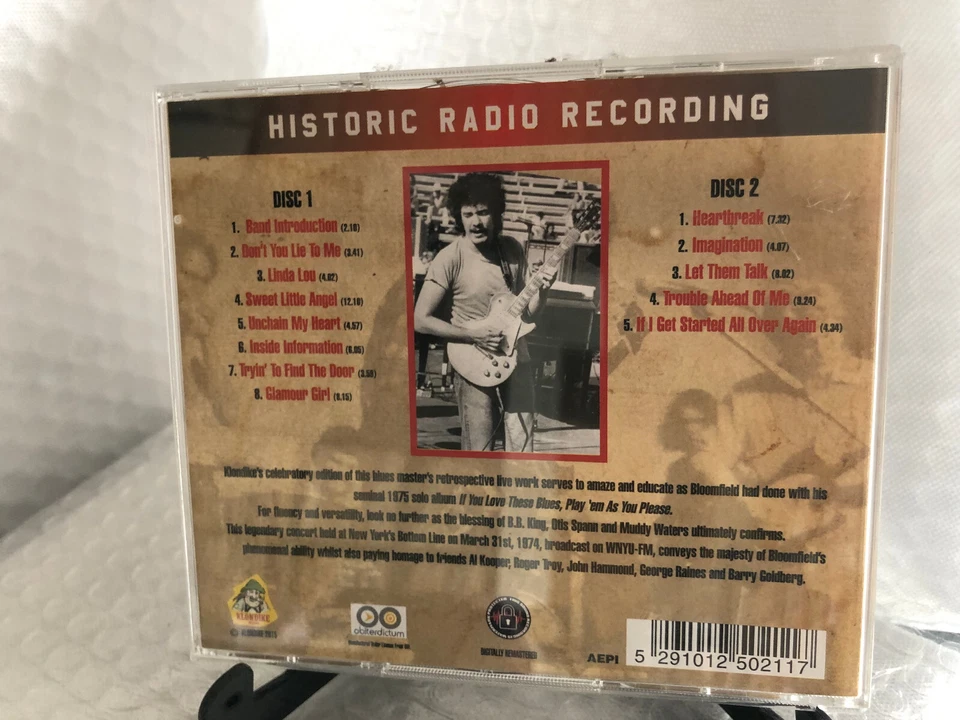 HISTORIC RADIO RECORDING
DISC 1
1. Band Introduction (2.10)
2. Don't You Lie To Me (3.41)
3. Linda Lou (4.02)
4. Sweet Little Angel (12.10)
5. Unchain My Heart (4.57)
6. Inside Information (6.05)
7. Tryin' To Find The Door (3.58)
8. Glamour Girl (8.15)
DISC 2
1. Heartbreak (7.32)
2. Imagination (4.07)
3. Let Them Talk (8.02)
4. Trouble Ahead Of Me (9.24)
5. If I Get Started All Over Again (4.34)
Klondike's celebratory edition of this blues master's retrospective live work serves to amaze and educate as Bloomfield had done with his
seminal 1975 solo album If You Love These Blues, Play 'em As You Please.
For fluency and versatility, look no further as the blessing of B.B. King, Otis Spann and Muddy Waters ultimately confirms.
This legendary concert held at New York's Bottom Line on March 31st, 1974, broadcast on WNYU-FM, conveys the majesty of Bloomfield's
phenomenal ability whilst also paying homage to friends Al Kooper, Roger Troy, John Hammond, George Raines and Barry Goldberg.
KLONDIKE
© KLONDIKE 2015
obiterdictum
DIGITALLY REMASTERED
AEPI
5 291012 502117